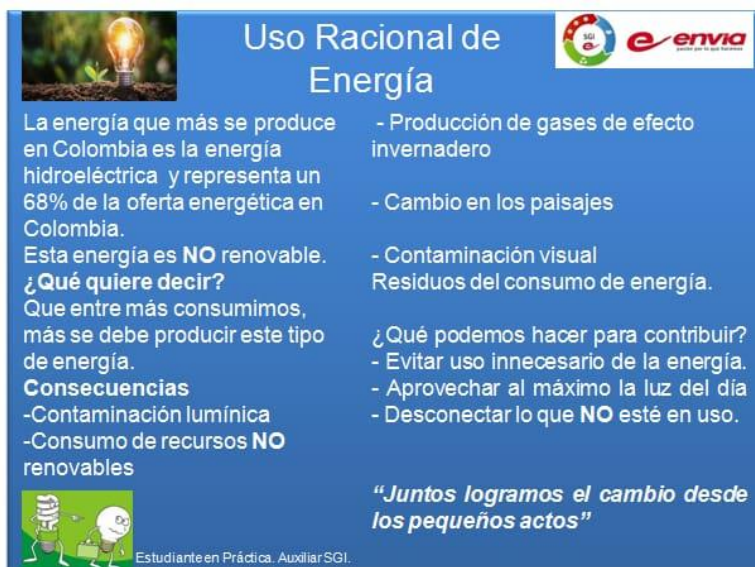 Uso Racional de
Energía
SGI
e
envia
La energía que más se produce
en Colombia es la energía
hidroeléctrica y representa un
68% de la oferta energética en
Colombia.
Esta energía es NO renovable.
¿Qué quiere decir?
Que entre más consumimos,
más se debe producir este tipo
de energía.
Consecuencias
-Contaminación lumínica
-Consumo de recursos NO
renovables
- Producción de gases de efecto
invernadero
- Cambio en los paisajes
- Contaminación visual
Residuos del consumo de energía.
¿Qué podemos hacer para contribuir?
- Evitar uso innecesario de la energía.
- Aprovechar al máximo la luz del día
- Desconectar lo que NO esté en uso.
“Juntos logramos el cambio desde
los pequeños actos”
Estudiante en Práctica. Auxiliar SGI.